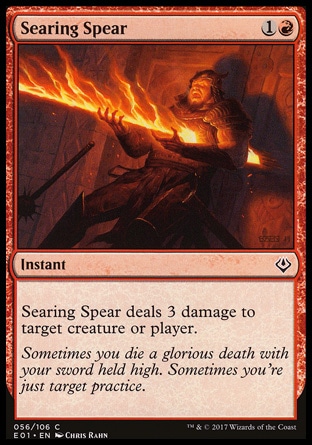 Searing Spear 1
Instant
Searing Spear deals 3 damage to
target creature or player.
Sometimes you die a glorious death with
your sword held high. Sometimes you're
just target practice.
056/106 C
E01 • EN Chris Rahn
™ & © 2017 Wizards of the Coast